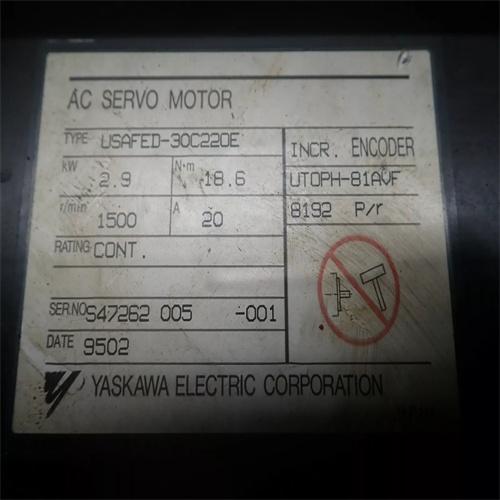 AC SERVO MOTOR
TYPE USAFED-30C220E
kW 2.9 N·m 18.6
r/min 1500 A 20
RATING CONT.
SER.NO S47262 005 -001
DATE 9502
INCR. ENCODER
UTOPH-81AVF
8192 P/r
YASKAWA ELECTRIC CORPORATION